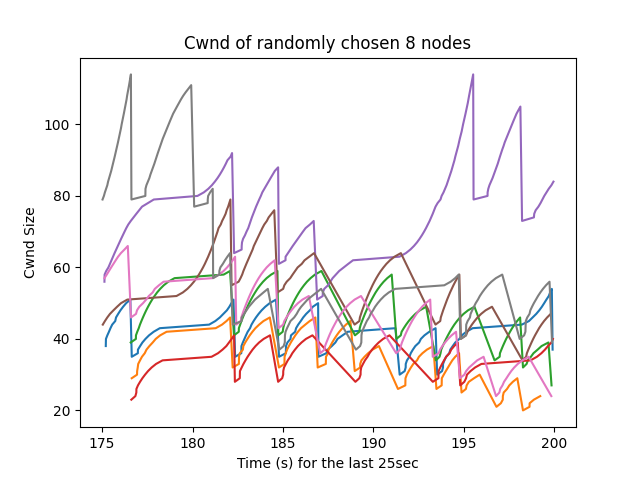 Cwnd of randomly chosen 8 nodes
100
80
60
40
20
Cwnd Size
175 180 185 190 195 200
Time (s) for the last 25sec